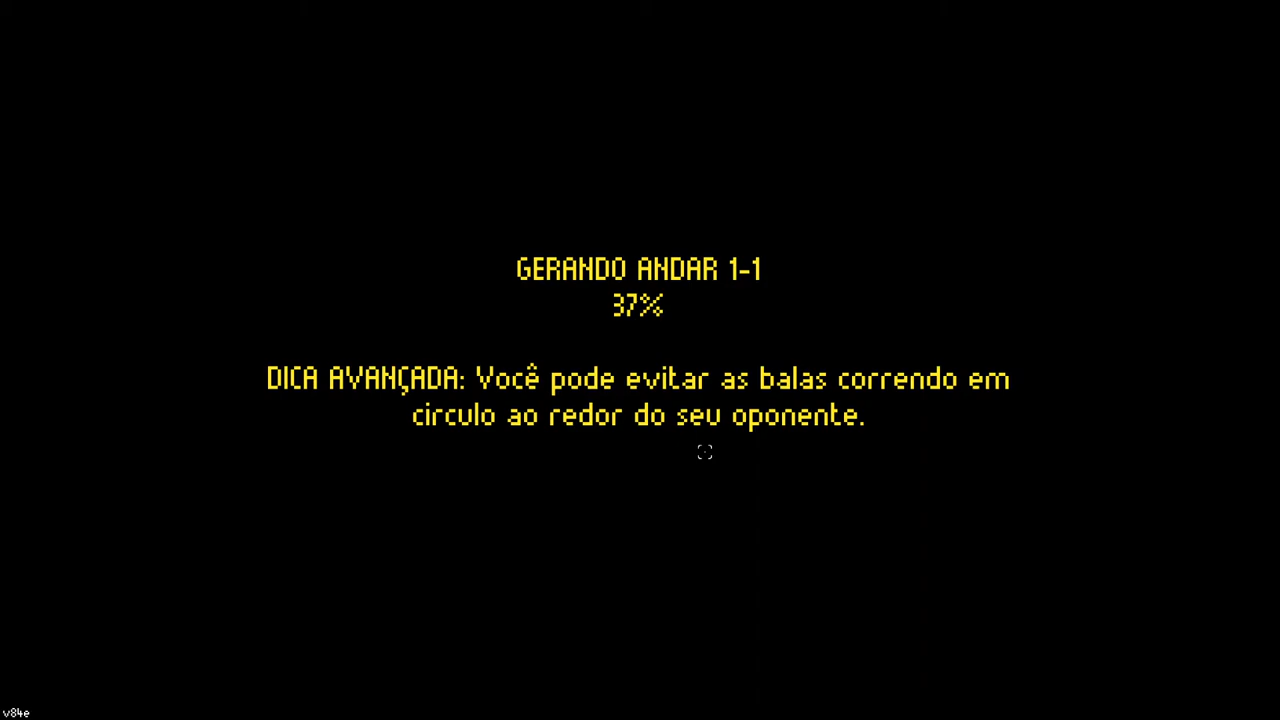 GERANDO ANDAR 1-1
37%
DICA AVANÇADA: Você pode evitar as balas correndo em
circulo ao redor do seu oponente.
v84e